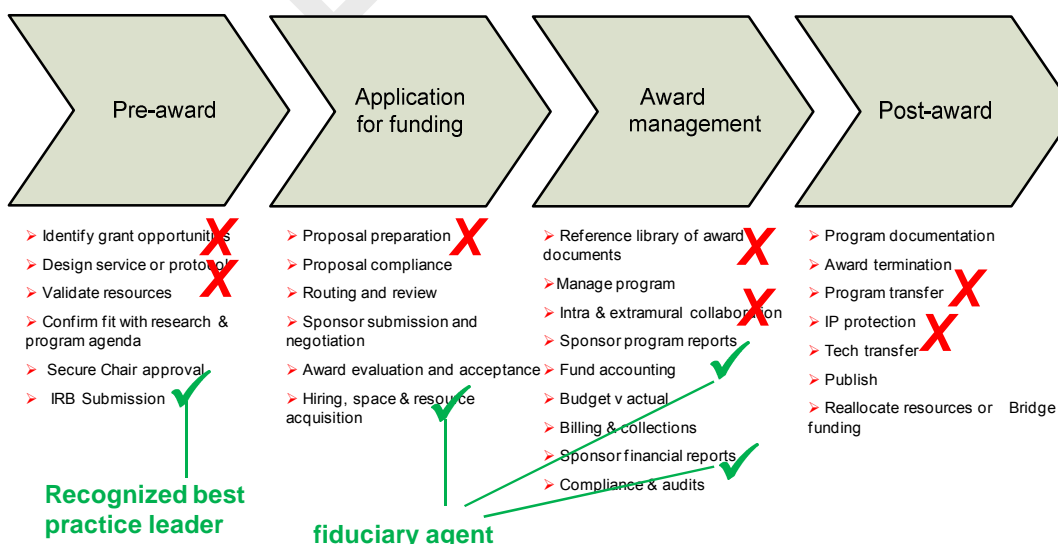 Pre-award
Application
for funding
Award
management
Post-award
➢ Identify grant opportunities
➢ Design service or protocol
➢ Validate resources
➢ Confirm fit with research &
program agenda
➢ Secure Chair approval
➢ IRB Submission
Recognized best
practice leader
➢ Proposal preparation
➢ Proposal compliance
➢ Routing and review
➢ Sponsor submission and
negotiation
➢ Award evaluation and acceptance
➢ Hiring, space & resource
acquisition
fiduciary agent
➢ Reference library of award
documents
➢ Manage program
➢ Intra & extramural collaboration
➢ Sponsor program reports
➢ Fund accounting
➢ Budget v actual
➢ Billing & collections
➢ Sponsor financial reports
➢ Compliance & audits
➢ Program documentation
➢ Award termination
➢ Program transfer
➢ IP protection
➢ Tech transfer
➢ Publish
➢ Reallocate resources or Bridge
funding